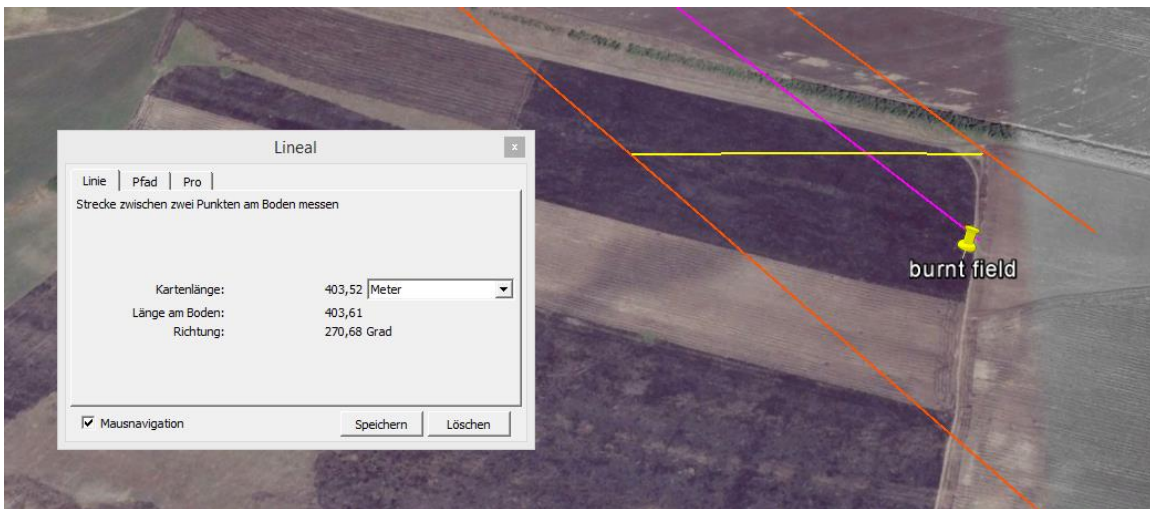 Lineal
x
Linie Pfad Pro
Strecke zwischen zwei Punkten am Boden messen
Kartenlänge: 403,52 Meter
Länge am Boden: 403,61
Richtung: 270,68 Grad
Mausnavigation Speichern Löschen
burnt field